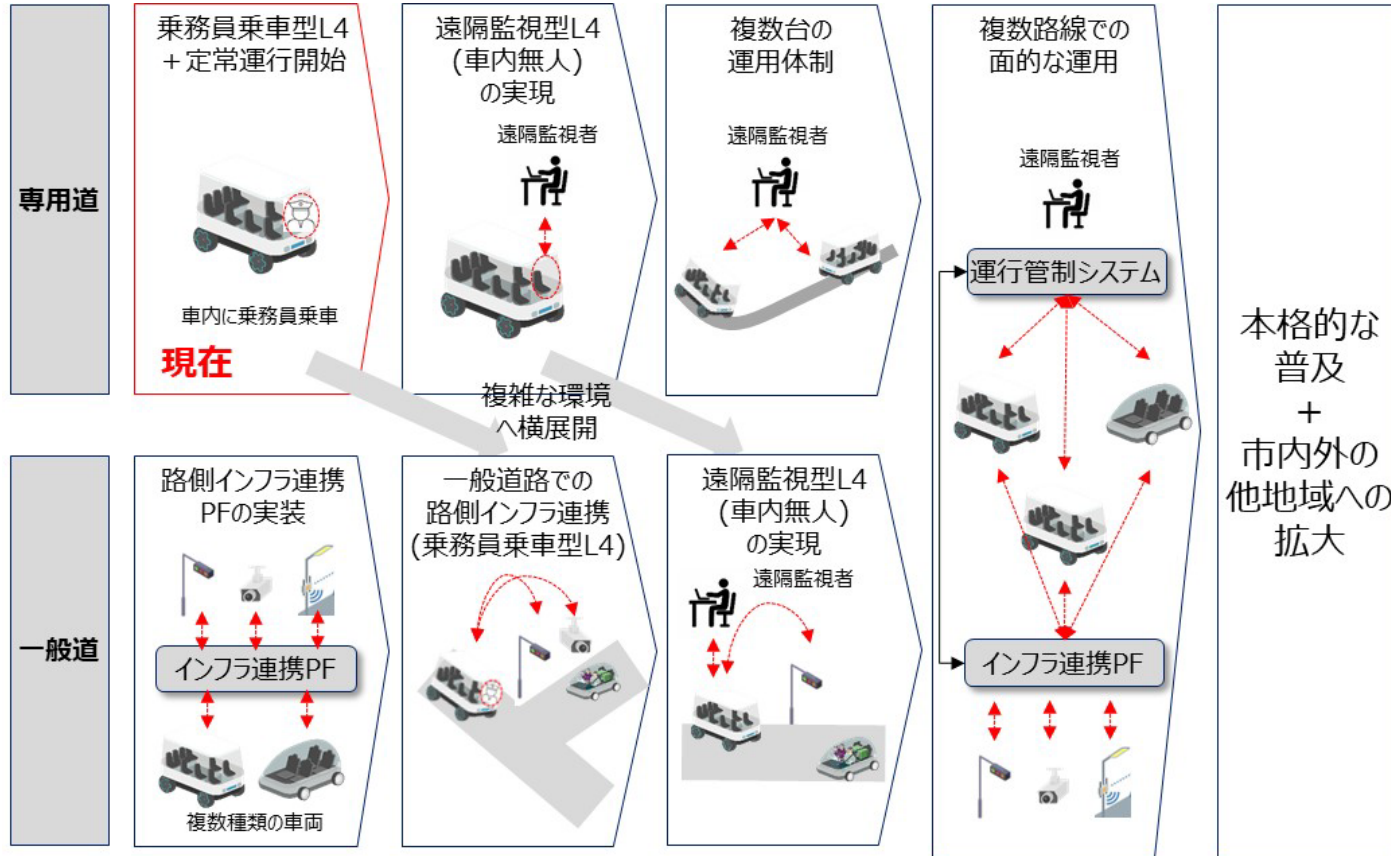 専用道
乗務員乗車型L4
＋定常運行開始
車内に乗務員乗車
現在
遠隔監視型L4
(車内無人)
の実現
遠隔監視者
複数台の
運用体制
遠隔監視者
複雑な環境
へ横展開
一般道
路側インフラ連携
PFの実装
インフラ連携PF
複数種類の車両
一般道路での
路側インフラ連携
(乗務員乗車型L4)
遠隔監視型L4
(車内無人)
の実現
遠隔監視者
複数路線での
面的な運用
遠隔監視者
運行管制システム
インフラ連携PF
本格的な
普及
+
市内外の
他地域への
拡大